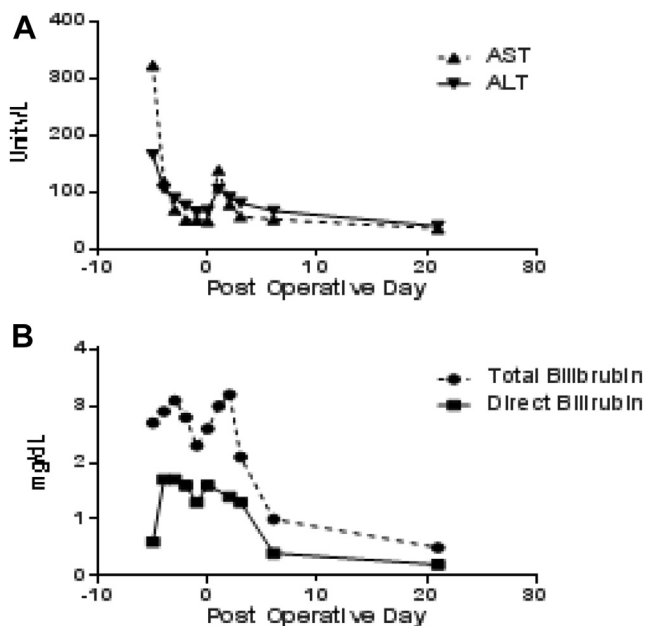 A
400
300
200
100
0
Units/L
AST
ALT
-10 0 10 20 30
Post Operative Day
B
4
3
2
1
0
mg/dL
Total Bilibrubin
Direct Bilirubin
-10 0 10 20 30
Post Operative Day